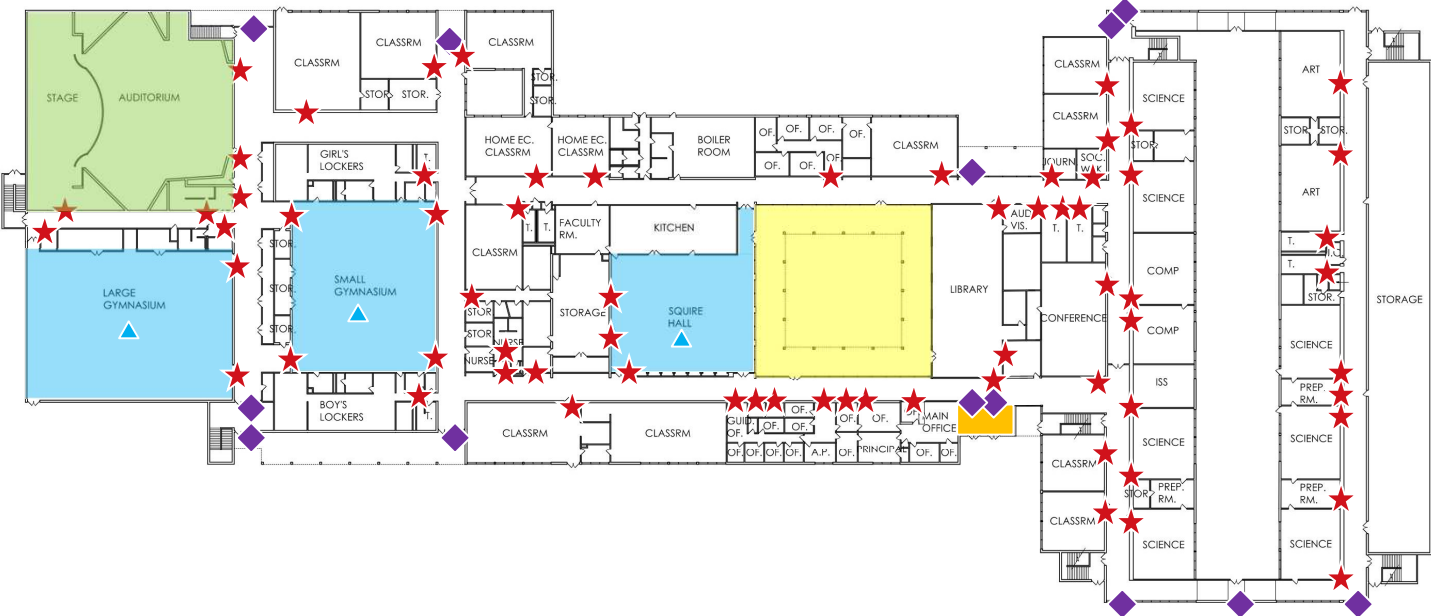 STAGE
AUDITORIUM
CLASSRM
CLASSRM
STOR.
STOR.
CLASSRM
STOR.
STOR.
GIRL'S
LOCKERS
T.
HOME EC.
CLASSRM
HOME EC.
CLASSRM
BOILER
ROOM
OF.
OF.
OF.
OF.
OF.
OF.
OF.
CLASSRM
CLASSRM
CLASSRM
JOURN
SOC.
WK.
LARGE
GYMNASIUM
STOR.
STOR.
STOR.
SMALL
GYMNASIUM
BOY'S
LOCKERS
T.
CLASSRM
T.
T.
FACULTY
RM.
KITCHEN
STOR
STOR
NURSE
NURSE
STORAGE
SQUIRE
HALL
LIBRARY
AUD
VIS.
T.
T.
CONFERENCE
CLASSRM
CLASSRM
GUID.
OF.
OF.
OF.
OF.
OF.
OF.
OF.
OF.
OF.
A.P.
OF.
OF.
OF.
PRINCIPAL
OF.
MAIN
OFFICE
OF.
OF.
CLASSRM
CLASSRM
SCIENCE
STOR
SCIENCE
COMP
COMP
ISS
SCIENCE
STOR
PREP.
RM.
SCIENCE
ART
STOR
STOR.
ART
T.
T.
STOR.
SCIENCE
PREP.
RM.
SCIENCE
PREP.
RM.
SCIENCE
STORAGE